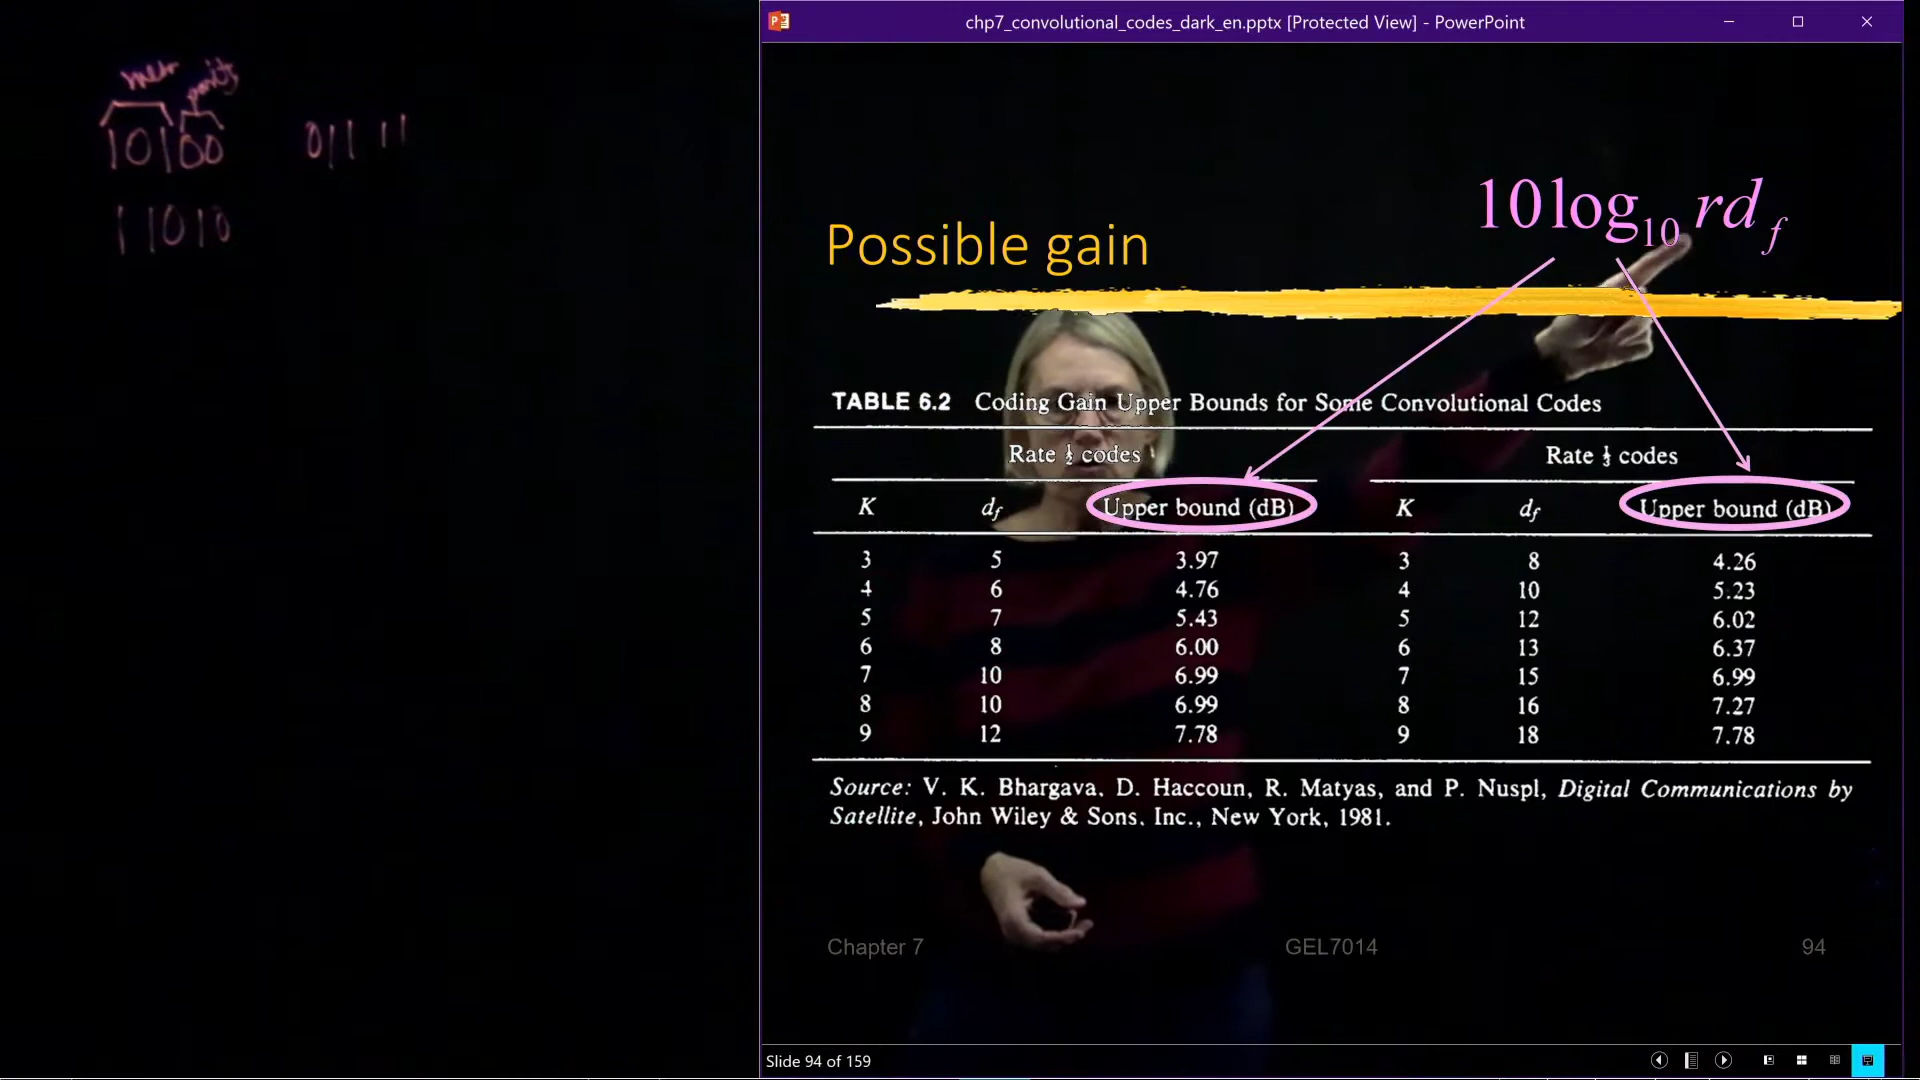 mess parity
10100 01111
11010
chp7_convolutional_codes_dark_en.pptx [Protected View] - PowerPoint
10 log10 rdf
Possible gain
TABLE 6.2 Coding Gain Upper Bounds for Some Convolutional Codes
Rate ½ codes Rate ⅓ codes
K df Upper bound (dB) K df Upper bound (dB)
3 5 3.97 3 8 4.26
4 6 4.76 4 10 5.23
5 7 5.43 5 12 6.02
6 8 6.00 6 13 6.37
7 10 6.99 7 15 6.99
8 10 6.99 8 16 7.27
9 12 7.78 9 18 7.78
Source: V. K. Bhargava, D. Haccoun, R. Matyas, and P. Nuspl, Digital Communications by
Satellite, John Wiley & Sons. Inc., New York, 1981.
Chapter 7 GEL7014 94
Slide 94 of 159